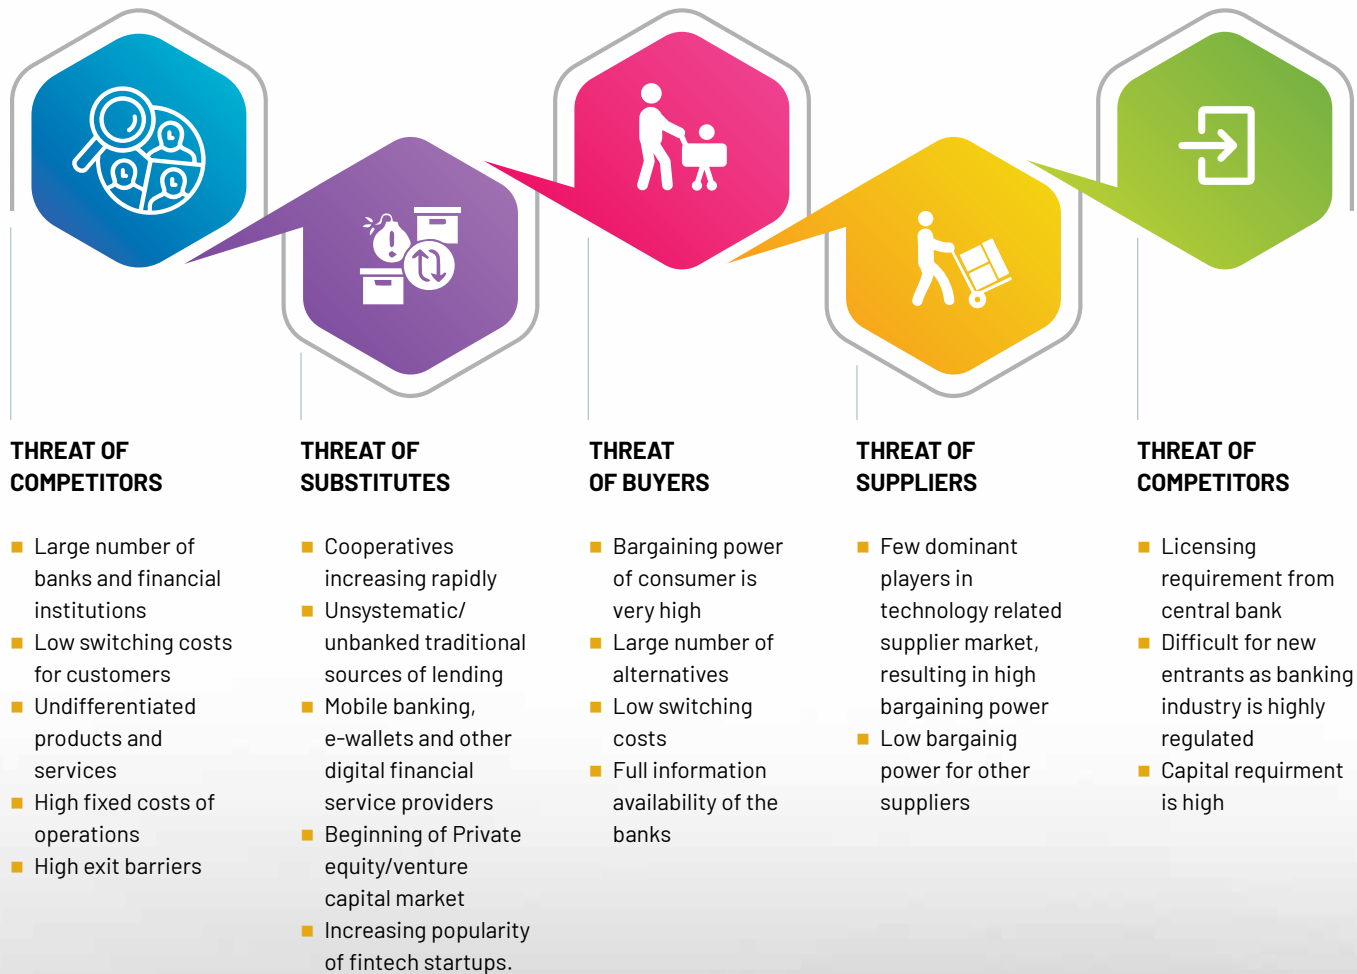 THREAT OF
COMPETITORS
Large number of
banks and financial
institutions
Low switching costs
for customers
Undifferentiated
products and
services
High fixed costs of
operations
High exit barriers
THREAT OF
SUBSTITUTES
Cooperatives
increasing rapidly
Unsystematic/
unbanked traditional
sources of lending
Mobile banking,
e-wallets and other
digital financial
service providers
Beginning of Private
equity/venture
capital market
Increasing popularity
of fintech startups.
THREAT
OF BUYERS
Bargaining power
of consumer is
very high
Large number of
alternatives
Low switching
costs
Full information
availability of the
banks
THREAT OF
SUPPLIERS
Few dominant
players in
technology related
supplier market,
resulting in high
bargaining power
Low bargainig
power for other
suppliers
THREAT OF
COMPETITORS
Licensing
requirement from
central bank
Difficult for new
entrants as banking
industry is highly
regulated
Capital requirment
is high